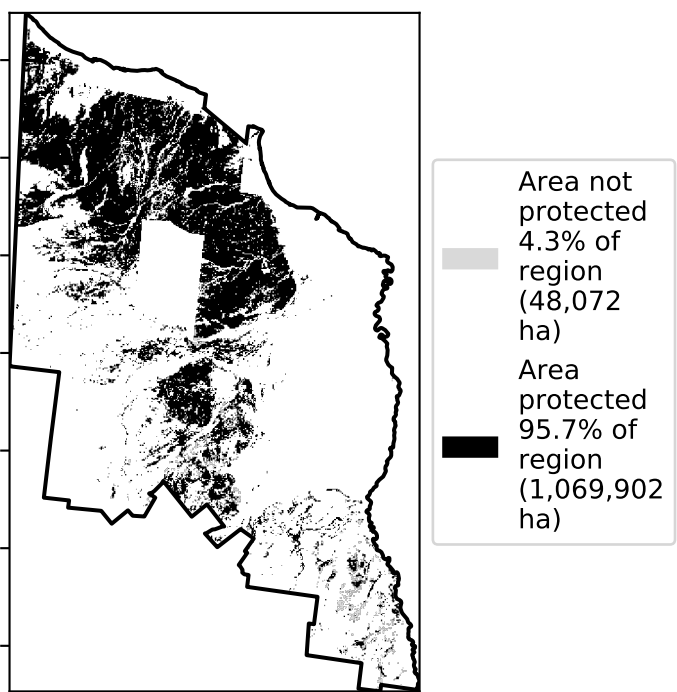 Area not
protected
4.3% of
region
(48,072
ha)
Area
protected
95.7% of
region
(1,069,902
ha)